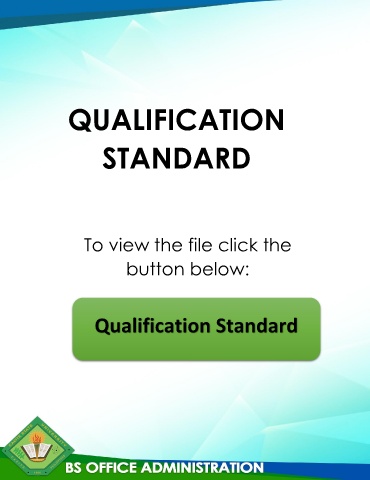 QUALIFICATION
STANDARD
To view the file click the
button below:
Qualification Standard
BS OFFICE ADMINISTRATION